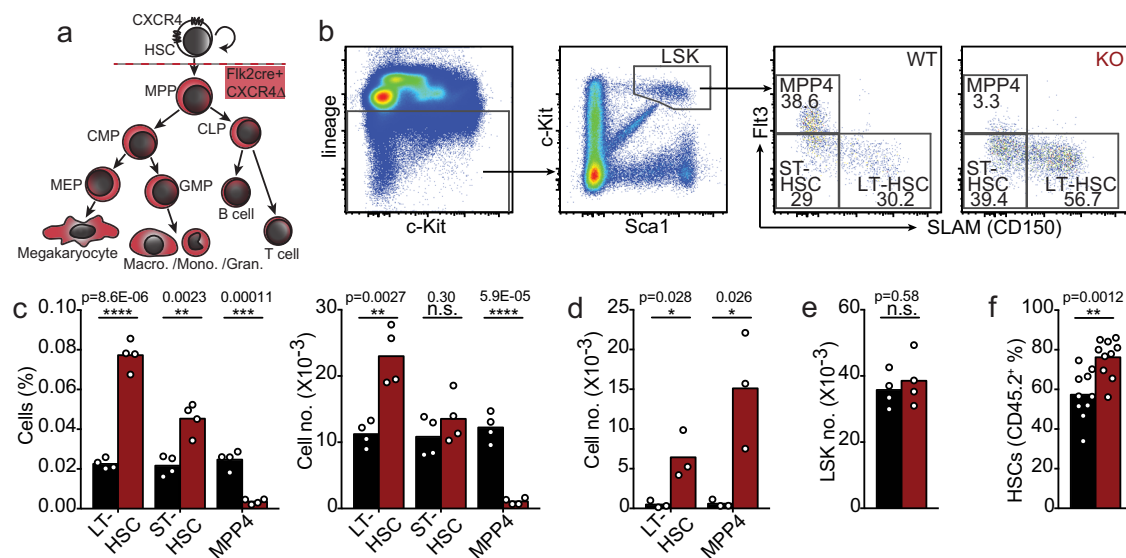 a
CXCR4
HSC
Flk2cre+
CXCR4Δ
MPP
CMP
CLP
MEP
GMP
B cell
T cell
Megakaryocyte
Macro. /Mono. /Gran.
b
lineage
c-Kit
LSK
c-Kit
Sca1
WT
MPP4
38.6
ST-
HSC
29
LT-HSC
30.2
Flt3
KO
MPP4
3.3
ST-
HSC
39.4
LT-HSC
56.7
SLAM (CD150)
c
p=8.6E-06 0.0023 0.00011
**** ** ***
Cells (%)
0.10
0.08
0.06
0.04
0.02
0.00
LT-
HSC
ST-
HSC
MPP4
p=0.0027 0.30 5.9E-05
** n.s. ****
Cell no. (X10⁻³)
30
20
10
0
LT-
HSC
ST-
HSC
MPP4
d
p=0.028 0.026
* *
Cell no. (X10⁻³)
25
20
15
10
5
0
LT-
HSC
MPP4
e
p=0.58
n.s.
LSK no. (X10⁻³)
60
40
20
0
f
p=0.0012
**
HSCs (CD45.2⁺ %)
100
80
60
40
20
0